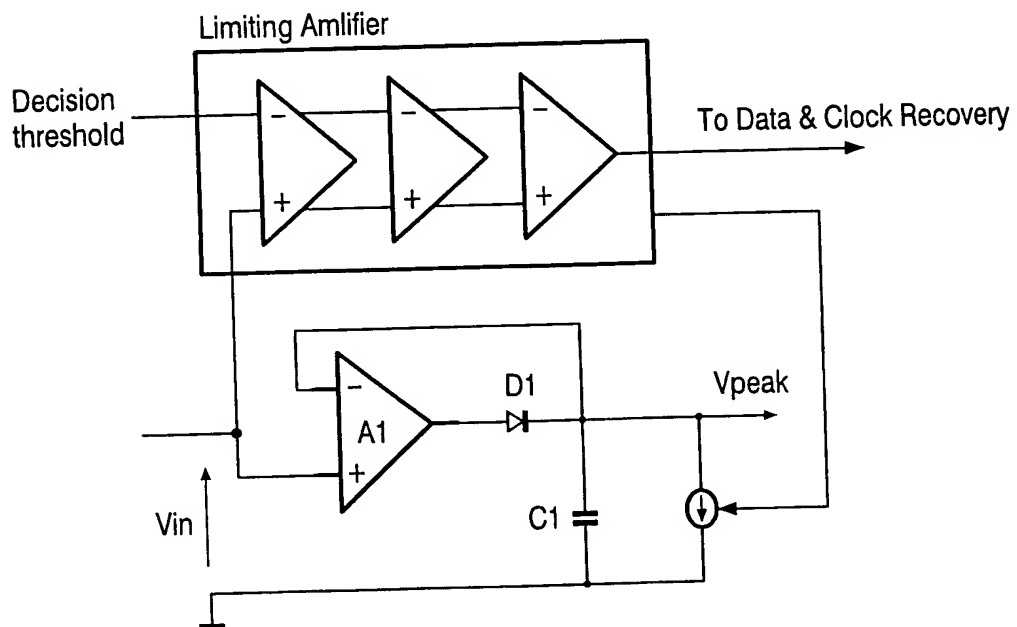 Limiting Amlifier
Decision
threshold
To Data & Clock Recovery
−
−
−
+
+
+
D1
Vpeak
−
A1
+
Vin
C1